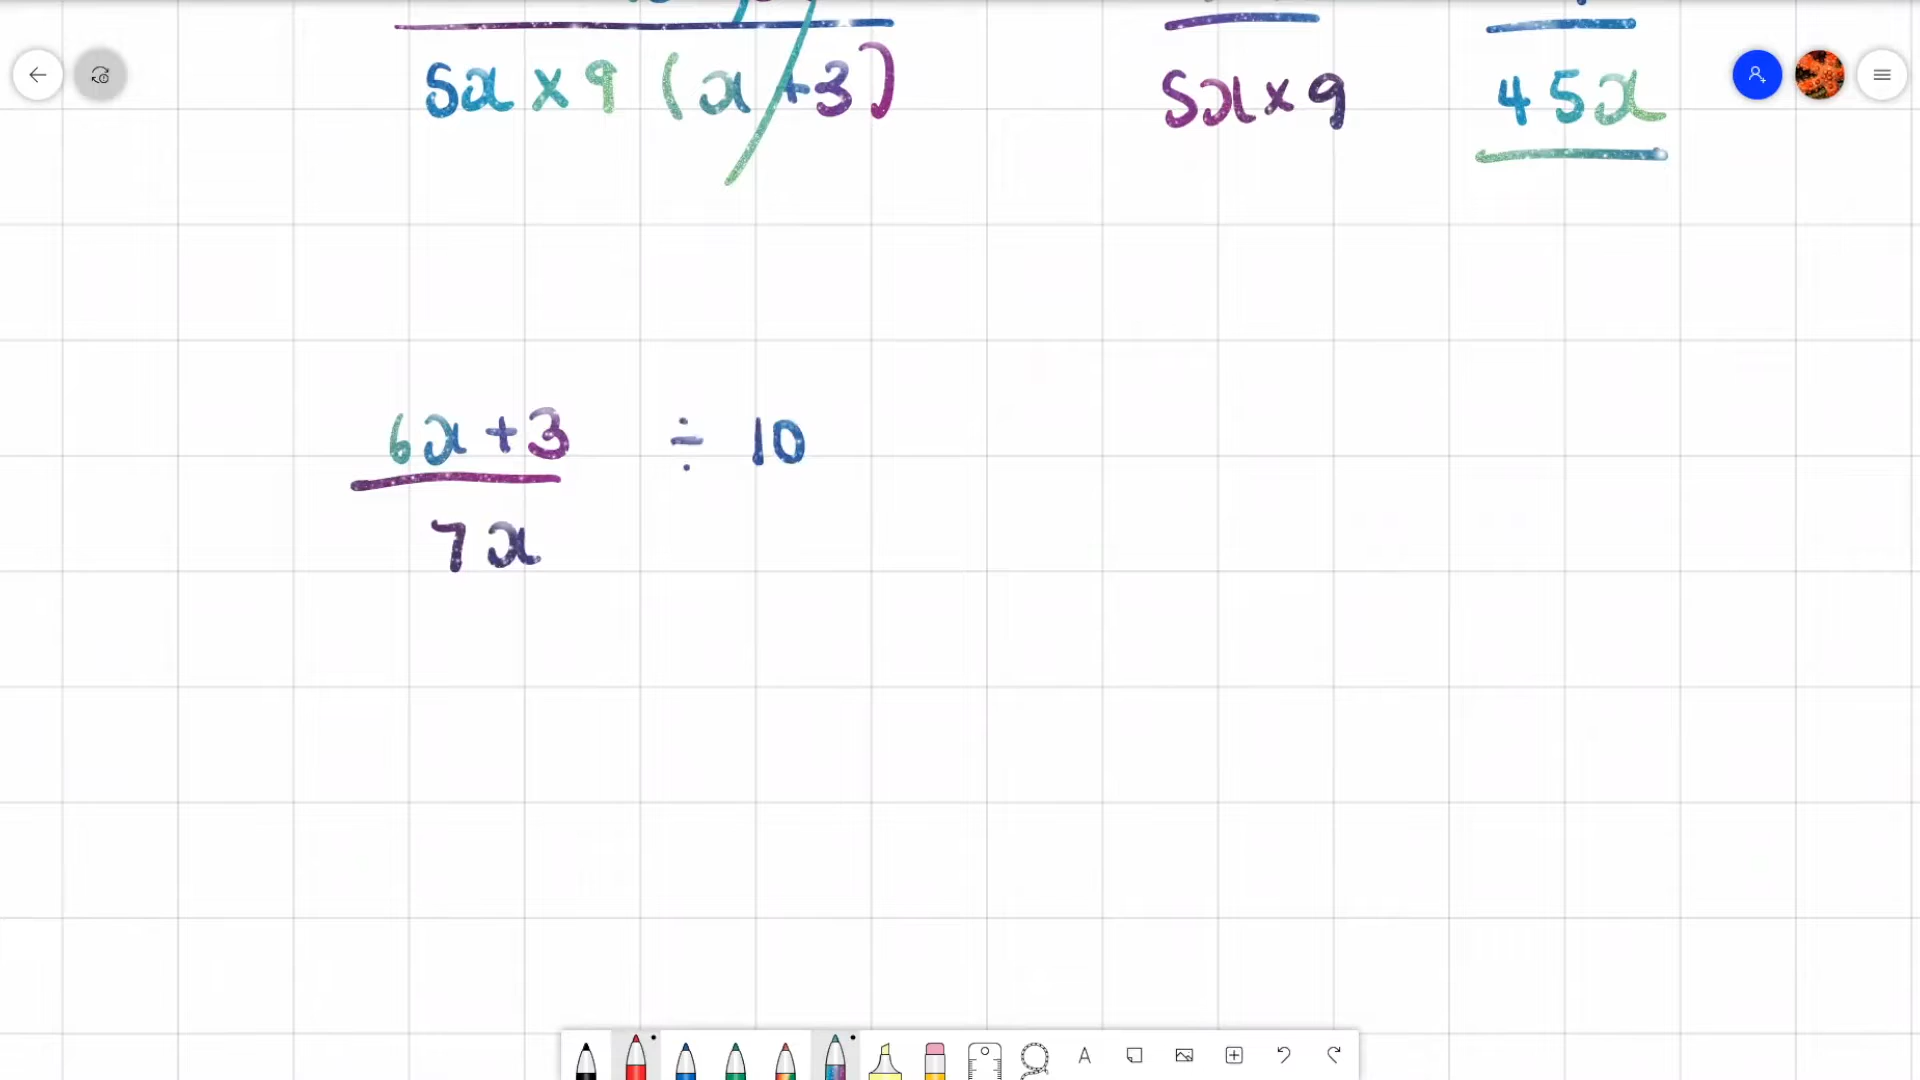 5x × 9 (x + 3)
5x × 9
45x
6x + 3 ÷ 10
7x
A